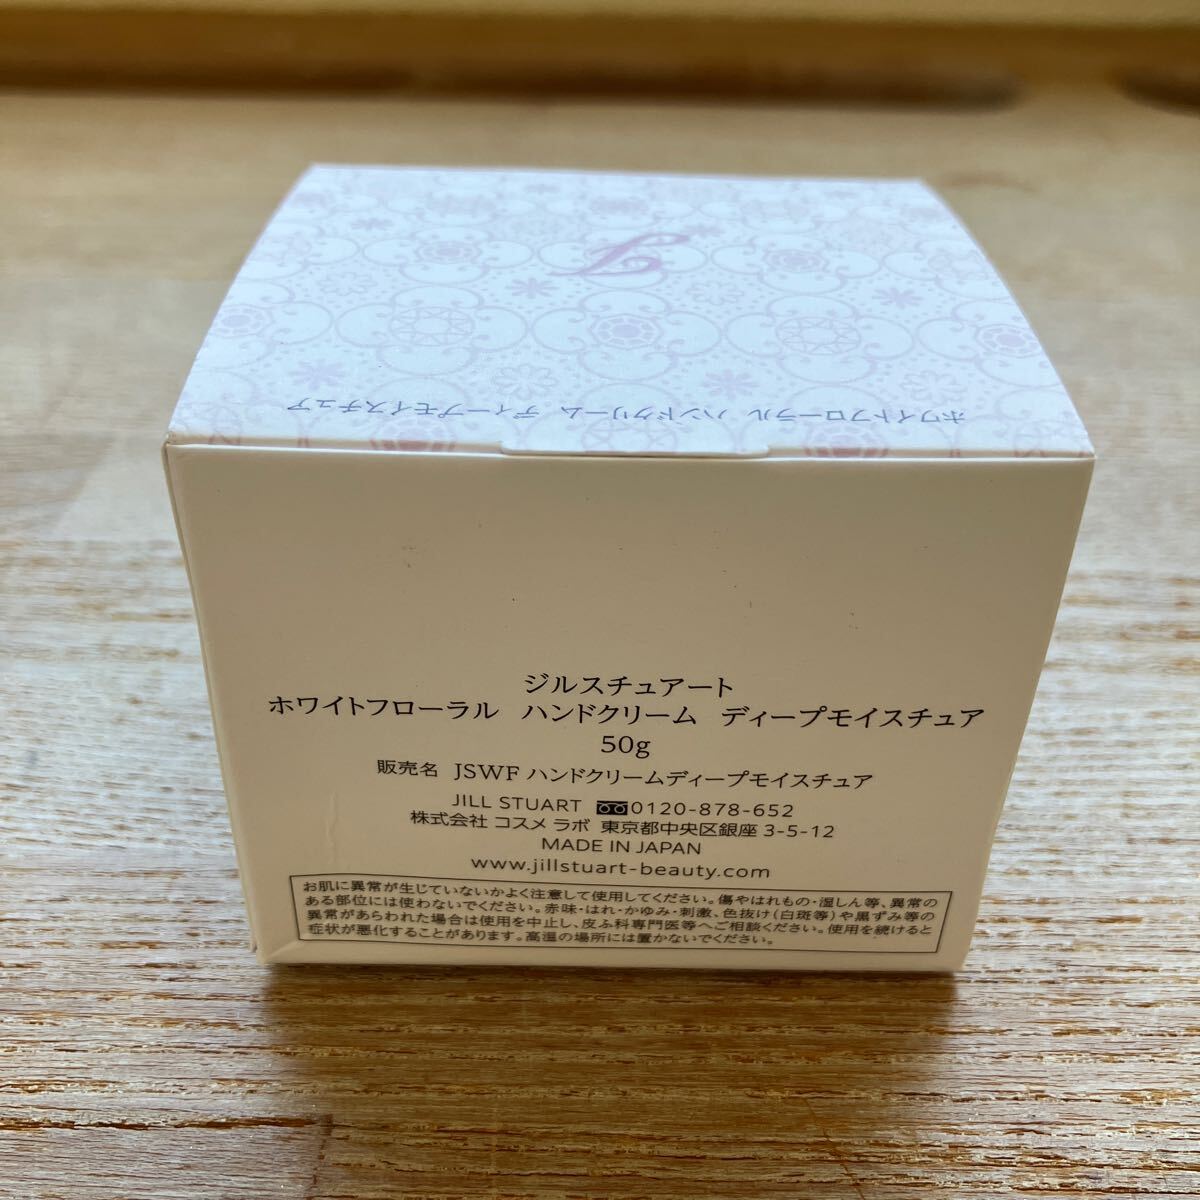 ホワイトフローラル ハンドクリーム ディープモイスチュア
ジルスチュアート
ホワイトフローラル ハンドクリーム ディープモイスチュア
50g
販売名 JSWF ハンドクリームディープモイスチュア
JILL STUART 0120-878-652
株式会社 コスメ ラボ 東京都中央区銀座 3-5-12
MADE IN JAPAN
www.jillstuart-beauty.com
お肌に異常が生じていないかよく注意して使用してください。傷やはれもの・湿しん等、異常の
ある部位には使わないでください。赤味・はれ・かゆみ・刺激、色抜け(白斑等)や黒ずみ等の
異常があらわれた場合は使用を中止し、皮ふ科専門医等へご相談ください。使用を続けると
症状が悪化することがあります。高温の場所には置かないでください。